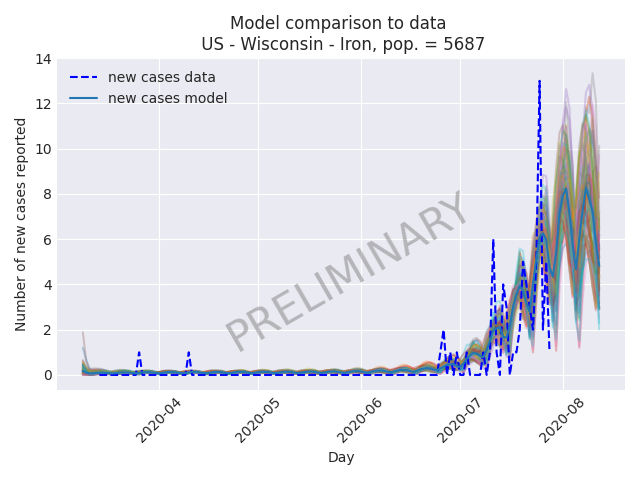 Model comparison to data
US - Wisconsin - Iron, pop. = 5687
14
12
10
8
6
4
2
0
Number of new cases reported
new cases data
new cases model
PRELIMINARY
2020-04
2020-05
2020-06
2020-07
2020-08
Day